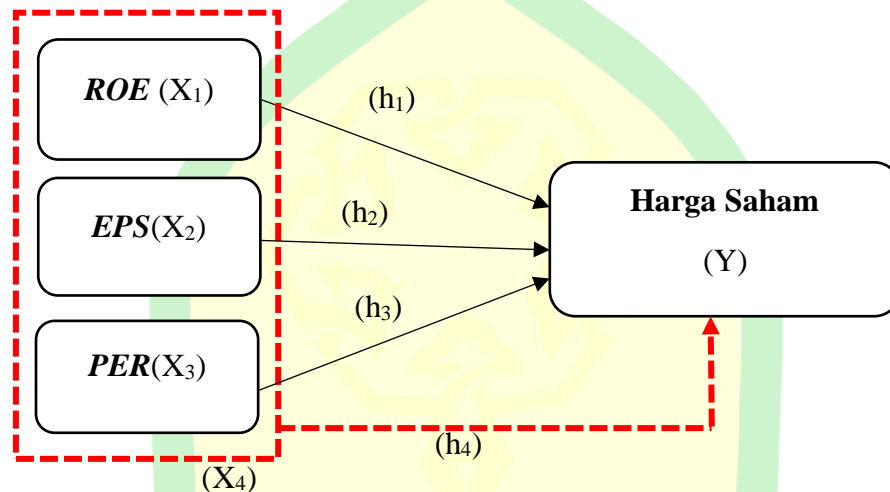 ROE (X₁)
(h₁)
EPS(X₂)
(h₂)
Harga Saham
(Y)
(h₃)
PER(X₃)
(h₄)
(X₄)